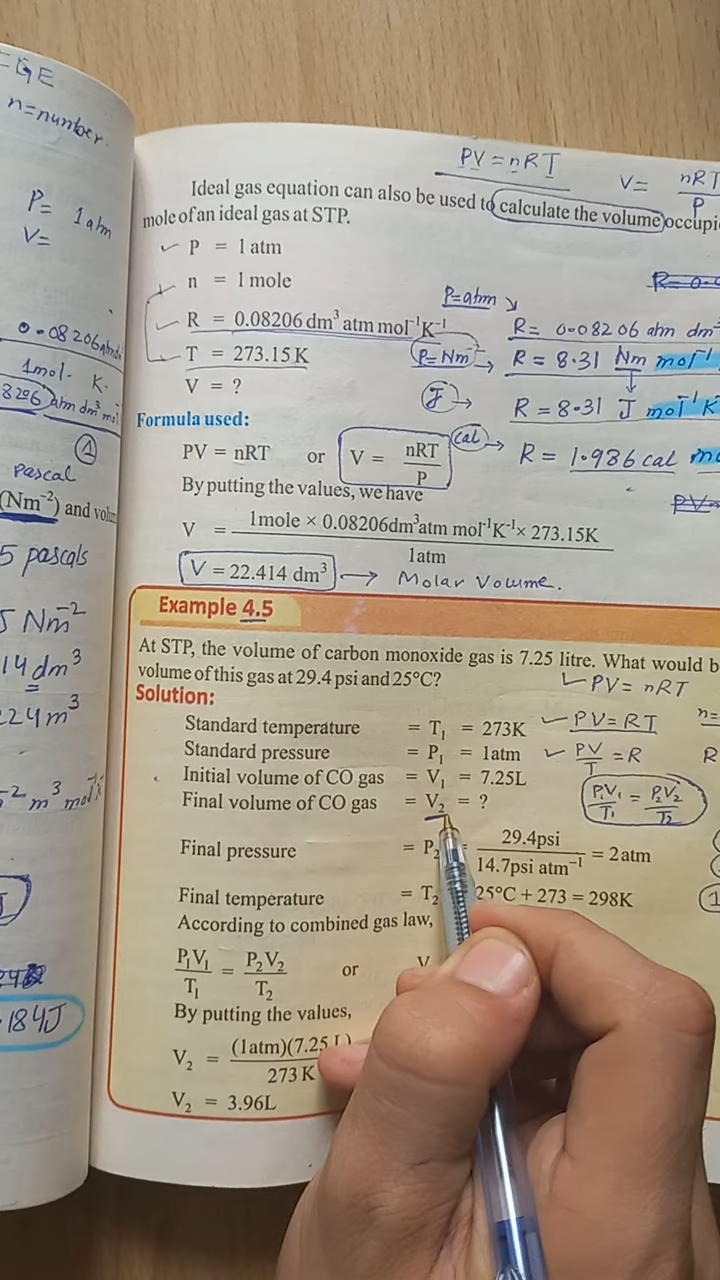 n=number.
P= 1 atm
V=
1mol. K.
1
pascal
(Nm⁻²) and
5 pascals
5 Nm⁻²
14 dm³
224 m³
184J
PV = nRT V = nRT/P
Ideal gas equation can also be used to calculate the volume
mole of an ideal gas at STP.
P = 1 atm
n = 1 mole
P=atm
R = 0.08206 dm³ atm mol⁻¹K⁻¹ R= 0.08206 atm dm³
T = 273.15 K P=Nm⁻² → R = 8.31 Nm mol⁻¹
V = ?
J → R = 8.31 J mol⁻¹ K
Formula used:
PV = nRT or V = nRT/P Cal → R = 1.986 cal
By putting the values, we have
V = 1mole × 0.08206dm³atm mol⁻¹K⁻¹× 273.15K / 1atm
V = 22.414 dm³ → Molar Volume.
Example 4.5
At STP, the volume of carbon monoxide gas is 7.25 litre. What would
volume of this gas at 29.4 psi and 25°C? PV = nRT
Solution:
Standard temperature = T₁ = 273K PV = RT n=
Standard pressure = P₁ = 1atm PV/T = R R
Initial volume of CO gas = V₁ = 7.25L
Final volume of CO gas = V₂ = ? P₁V₁/T₁ = P₂V₂/T₂
Final pressure = P₂ = 29.4psi / 14.7psi atm⁻¹ = 2atm
Final temperature = T₂ 25°C + 273 = 298K
According to combined gas law,
P₁V₁/T₁ = P₂V₂/T₂ or
By putting the values,
V₂ = (1atm)(7.25 L) / 273 K
V₂ = 3.96L